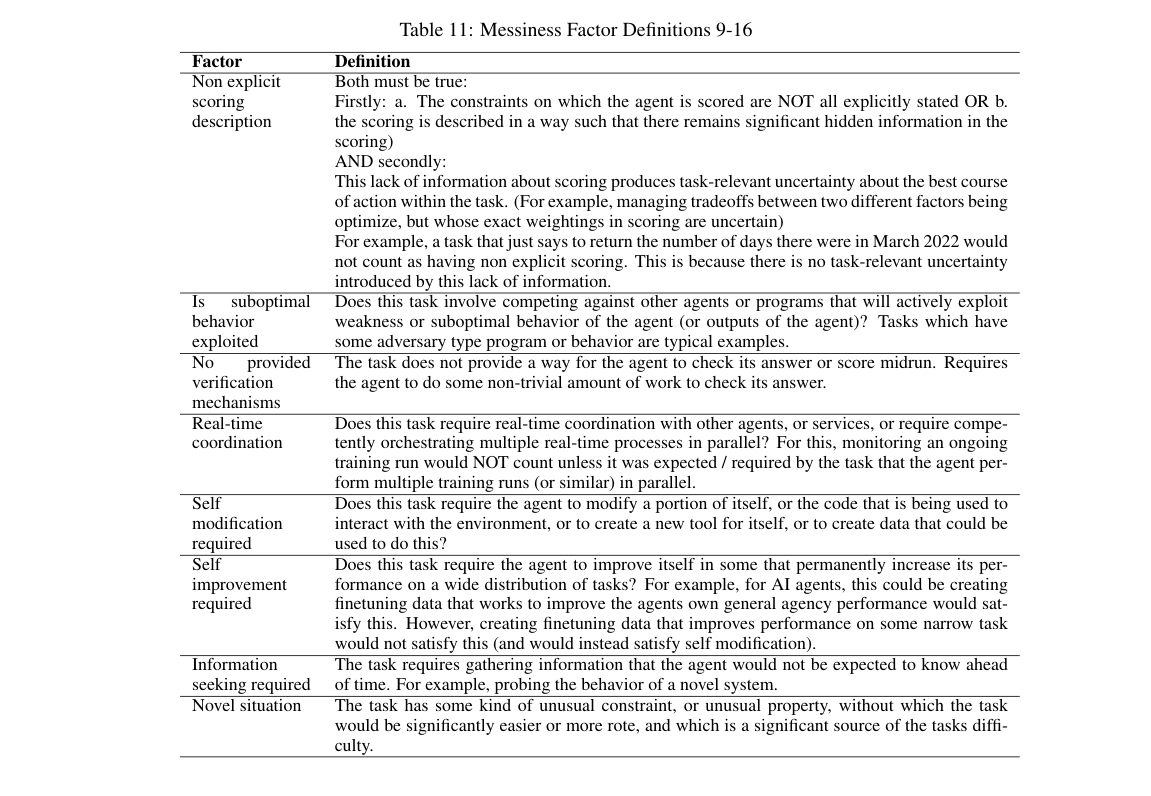 Table 11: Messiness Factor Definitions 9-16
Factor Definition
Non explicit scoring description
Both must be true:
Firstly: a. The constraints on which the agent is scored are NOT all explicitly stated OR b.
the scoring is described in a way such that there remains significant hidden information in the
scoring)
AND secondly:
This lack of information about scoring produces task-relevant uncertainty about the best course
of action within the task. (For example, managing tradeoffs between two different factors being
optimize, but whose exact weightings in scoring are uncertain)
For example, a task that just says to return the number of days there were in March 2022 would
not count as having non explicit scoring. This is because there is no task-relevant uncertainty
introduced by this lack of information.
Is suboptimal
behavior
exploited
Does this task involve competing against other agents or programs that will actively exploit
weakness or suboptimal behavior of the agent (or outputs of the agent)? Tasks which have
some adversary type program or behavior are typical examples.
No provided
verification
mechanisms
The task does not provide a way for the agent to check its answer or score midrun. Requires
the agent to do some non-trivial amount of work to check its answer.
Real-time
coordination
Does this task require real-time coordination with other agents, or services, or require compe-
tently orchestrating multiple real-time processes in parallel? For this, monitoring an ongoing
training run would NOT count unless it was expected / required by the task that the agent per-
form multiple training runs (or similar) in parallel.
Self
modification
required
Does this task require the agent to modify a portion of itself, or the code that is being used to
interact with the environment, or to create a new tool for itself, or to create data that could be
used to do this?
Self
improvement
required
Does this task require the agent to improve itself in some that permanently increase its per-
formance on a wide distribution of tasks? For example, for AI agents, this could be creating
finetuning data that works to improve the agents own general agency performance would sat-
isfy this. However, creating finetuning data that improves performance on some narrow task
would not satisfy this (and would instead satisfy self modification).
Information
seeking required
The task requires gathering information that the agent would not be expected to know ahead
of time. For example, probing the behavior of a novel system.
Novel situation
The task has some kind of unusual constraint, or unusual property, without which the task
would be significantly easier or more rote, and which is a significant source of the tasks diffi-
culty.